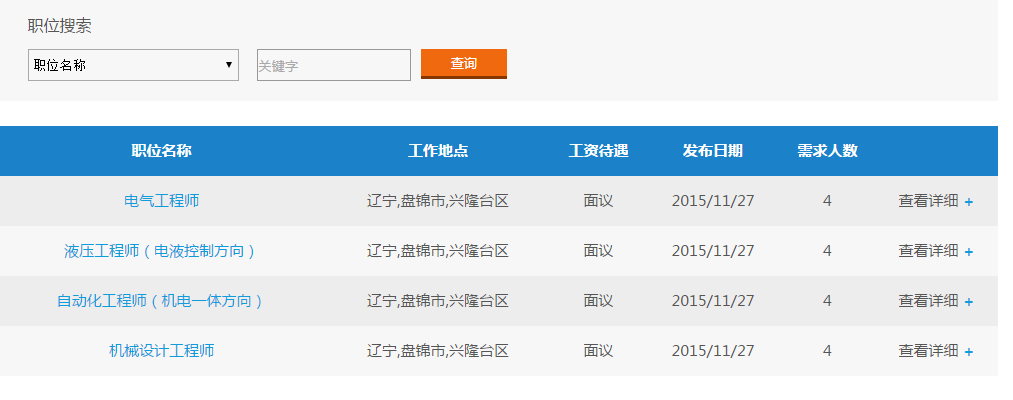 职位搜索
职位名称 ▼ 关键字 查询
职位名称 工作地点 工资待遇 发布日期 需求人数
电气工程师 辽宁,盘锦市,兴隆台区 面议 2015/11/27 4 查看详细 +
液压工程师（电液控制方向） 辽宁,盘锦市,兴隆台区 面议 2015/11/27 4 查看详细 +
自动化工程师（机电一体方向） 辽宁,盘锦市,兴隆台区 面议 2015/11/27 4 查看详细 +
机械设计工程师 辽宁,盘锦市,兴隆台区 面议 2015/11/27 4 查看详细 +